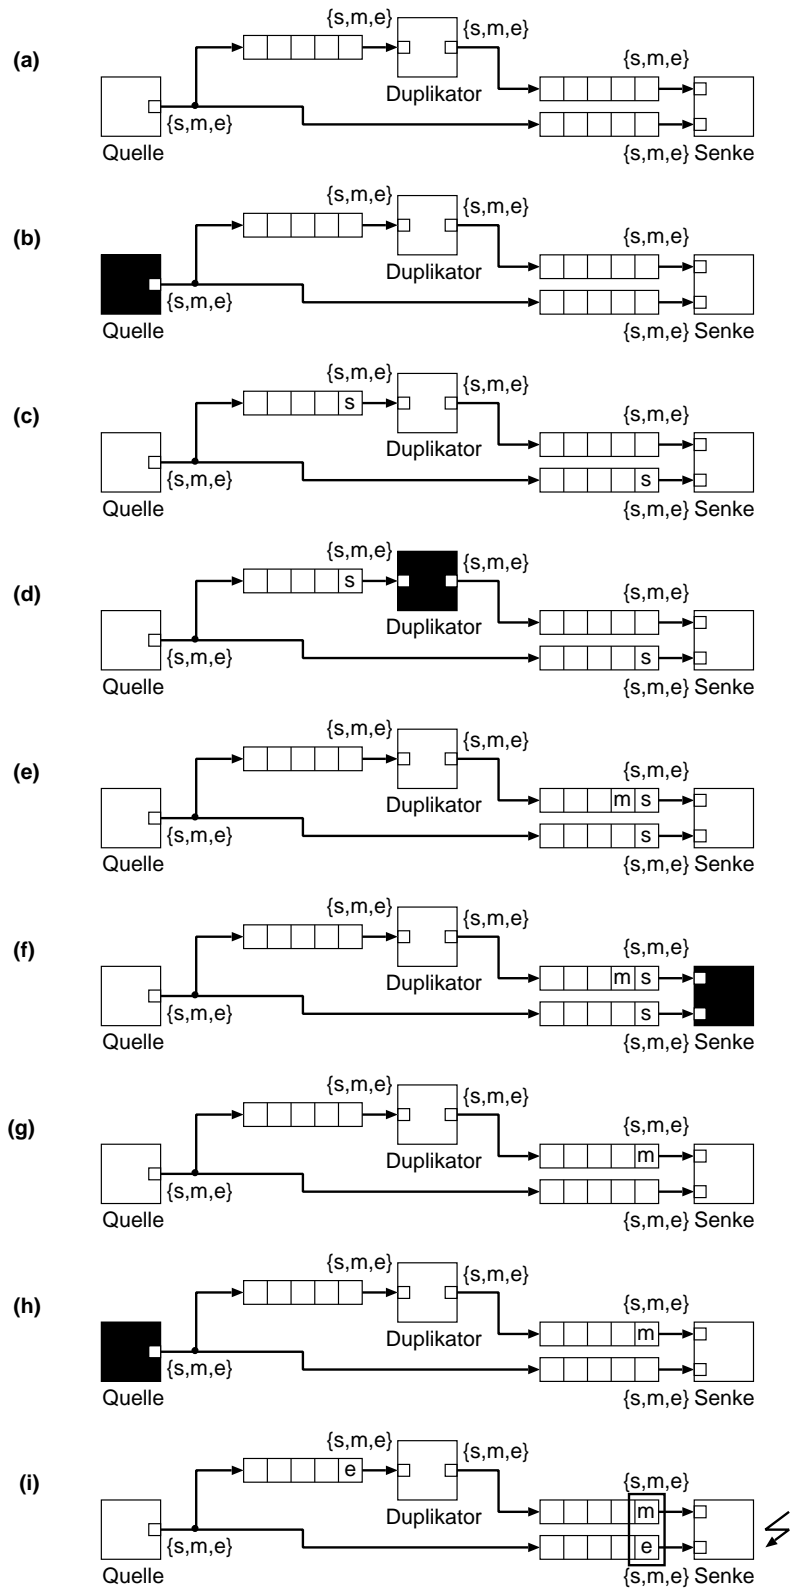 {s,m,e} {s,m,e}
(a) Duplikator {s,m,e}
{s,m,e}
Quelle {s,m,e} Senke
{s,m,e} {s,m,e}
(b) Duplikator {s,m,e}
{s,m,e}
Quelle {s,m,e} Senke
{s,m,e} {s,m,e}
s
(c) Duplikator {s,m,e}
{s,m,e} s
Quelle {s,m,e} Senke
{s,m,e} {s,m,e}
s
(d) Duplikator {s,m,e}
{s,m,e} s
Quelle {s,m,e} Senke
{s,m,e} {s,m,e}
(e) Duplikator {s,m,e}
m s
{s,m,e} s
Quelle {s,m,e} Senke
{s,m,e} {s,m,e}
(f) Duplikator {s,m,e}
m s
{s,m,e} s
Quelle {s,m,e} Senke
{s,m,e} {s,m,e}
(g) Duplikator {s,m,e}
m
{s,m,e}
Quelle {s,m,e} Senke
{s,m,e} {s,m,e}
(h) Duplikator {s,m,e}
m
{s,m,e}
Quelle {s,m,e} Senke
{s,m,e} {s,m,e}
e
(i) Duplikator {s,m,e}
m
{s,m,e} e
Quelle {s,m,e} Senke